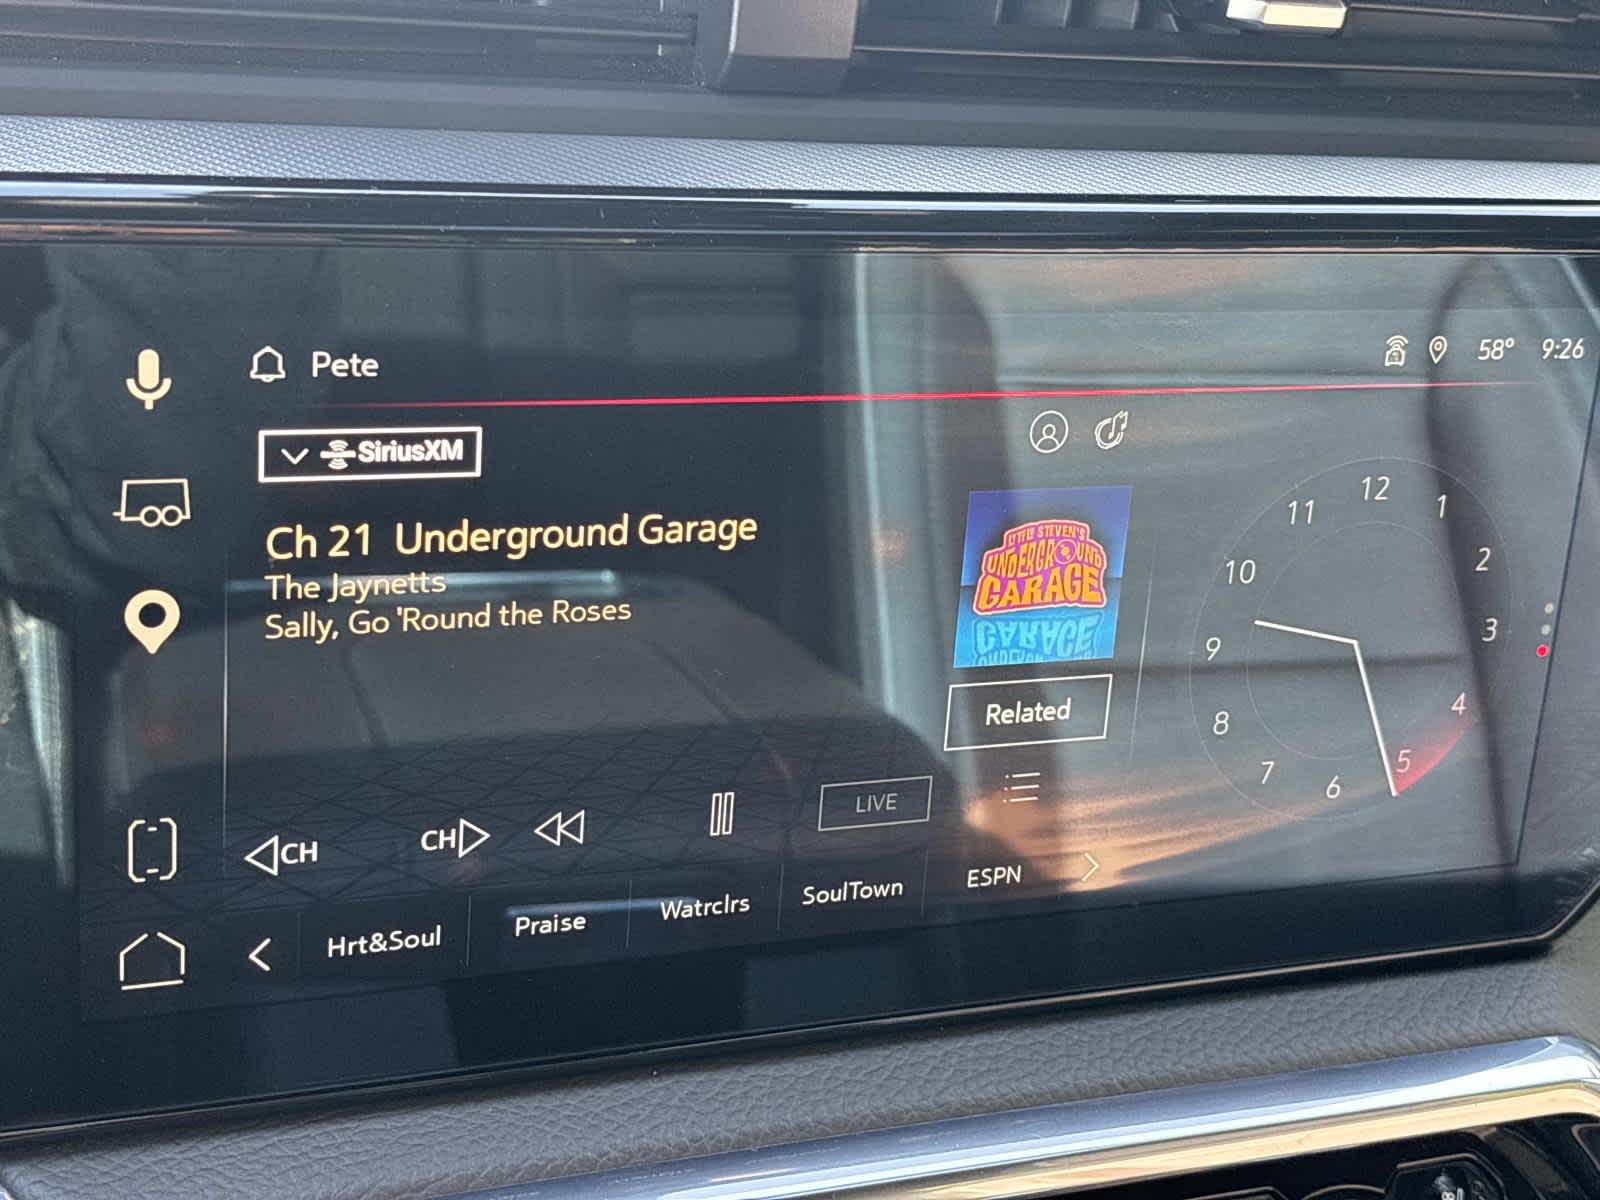 Pete
58° 9:26
SiriusXM
Ch 21 Underground Garage
The Jaynetts
Sally, Go 'Round the Roses
LITTLE STEVEN'S
UNDERGROUND
GARAGE
Related
12
1
2
3
4
5
6
7
8
9
10
11
CH
CH
LIVE
Hrt&Soul
Praise
Watrclrs
SoulTown
ESPN